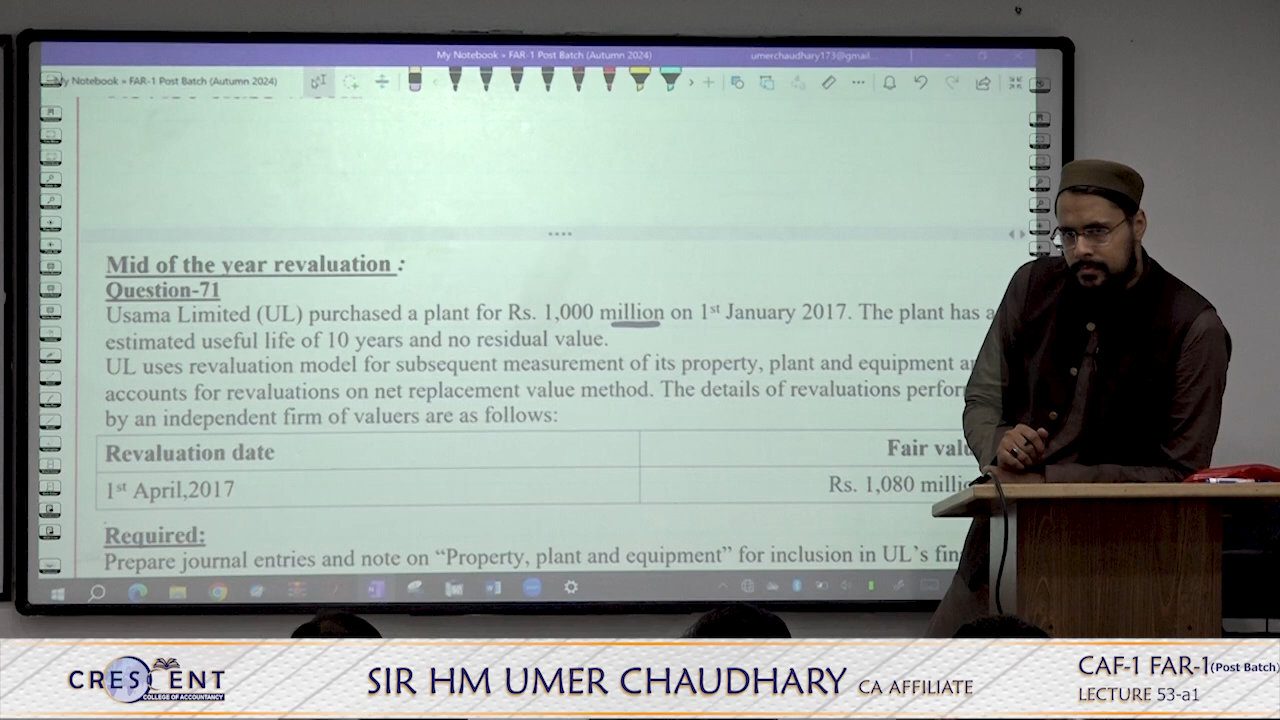 My Notebook » FAR-1 Post Batch (Autumn 2024)
umerchaudhary173@gmail...
My Notebook » FAR-1 Post Batch (Autumn 2024)
Mid of the year revaluation :
Question-71
Usama Limited (UL) purchased a plant for Rs. 1,000 million on 1st January 2017. The plant has a
estimated useful life of 10 years and no residual value.
UL uses revaluation model for subsequent measurement of its property, plant and equipment a
accounts for revaluations on net replacement value method. The details of revaluations perfor
by an independent firm of valuers are as follows:
Revaluation date
Fair valu
1st April,2017
Rs. 1,080 milli
Required:
Prepare journal entries and note on “Property, plant and equipment” for inclusion in UL’s fin
CRESCENT
COLLEGE OF ACCOUNTANCY
SIR HM UMER CHAUDHARY CA AFFILIATE
CAF-1 FAR-1(Post Batch)
LECTURE 53-a1